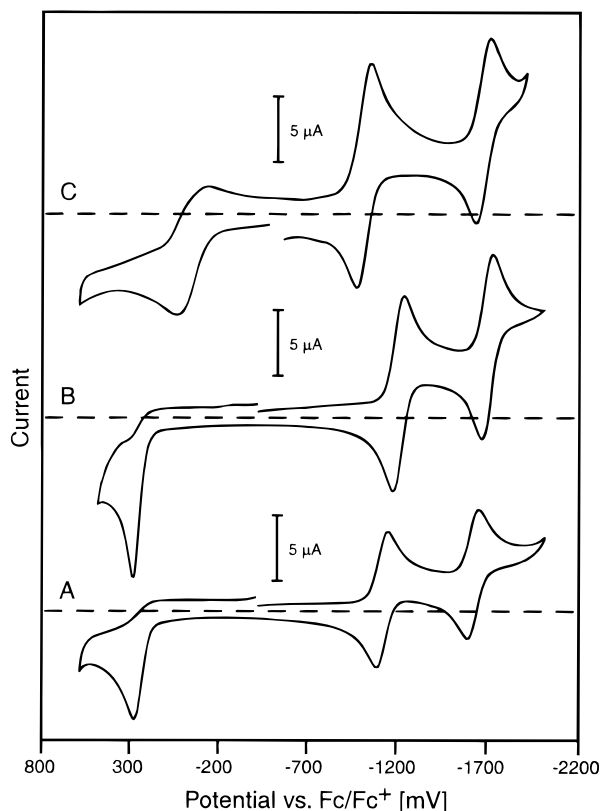 C
5 μA
B
5 μA
A
5 μA
Current
800 300 -200 -700 -1200 -1700 -2200
Potential vs. Fc/Fc+ [mV]